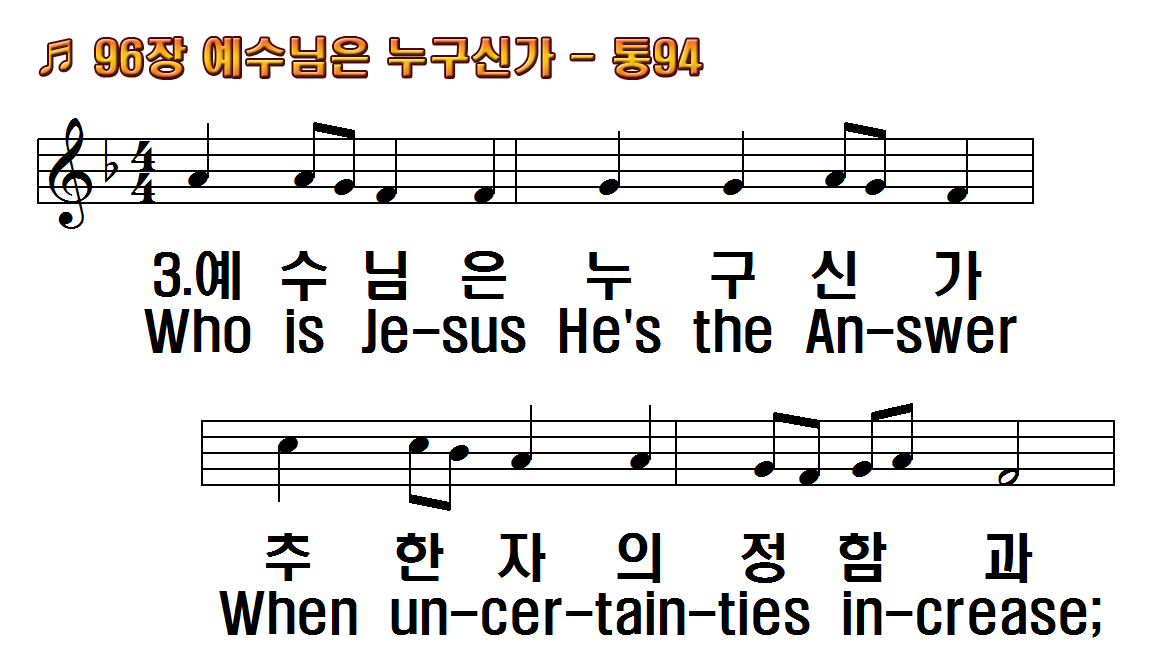 ♬ 96장 예수님은 누구신가 - 통94
4 4
3.예 수 님 은 누 구 신 가
Who is Je-sus He's the An-swer
추 한 자 의 정 함 과
When un-cer-tain-ties in-crease;